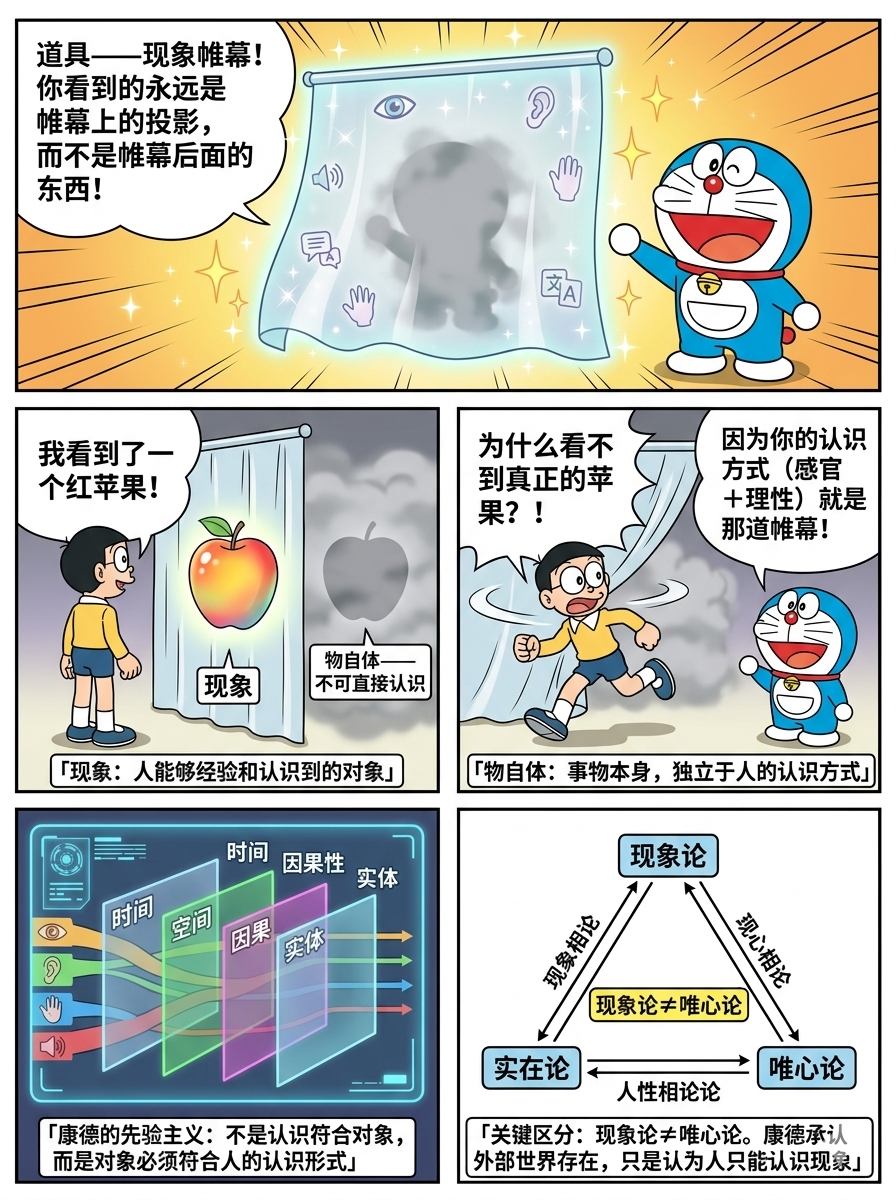 道具——现象帷幕！
你看到的永远是
帷幕上的投影，
而不是帷幕后面的
东西！
文A
我看到了一
个红苹果！
现象
物自体——
不可直接认识
「现象：人能够经验和认识到的对象」
为什么看不
到真正的苹
果？！
因为你的认识
方式（感官
＋理性）就是
那道帷幕！
「物自体：事物本身，独立于人的认识方式」
时间
因果性
实体
时间
空间
因果
实体
「康德的先验主义：不是认识符合对象，
而是对象必须符合人的认识形式」
现象论
现象相论
现心相论
现象论≠唯心论
实在论
唯心论
人性相论论
「关键区分：现象论≠唯心论。康德承认
外部世界存在，只是认为人只能认识现象」